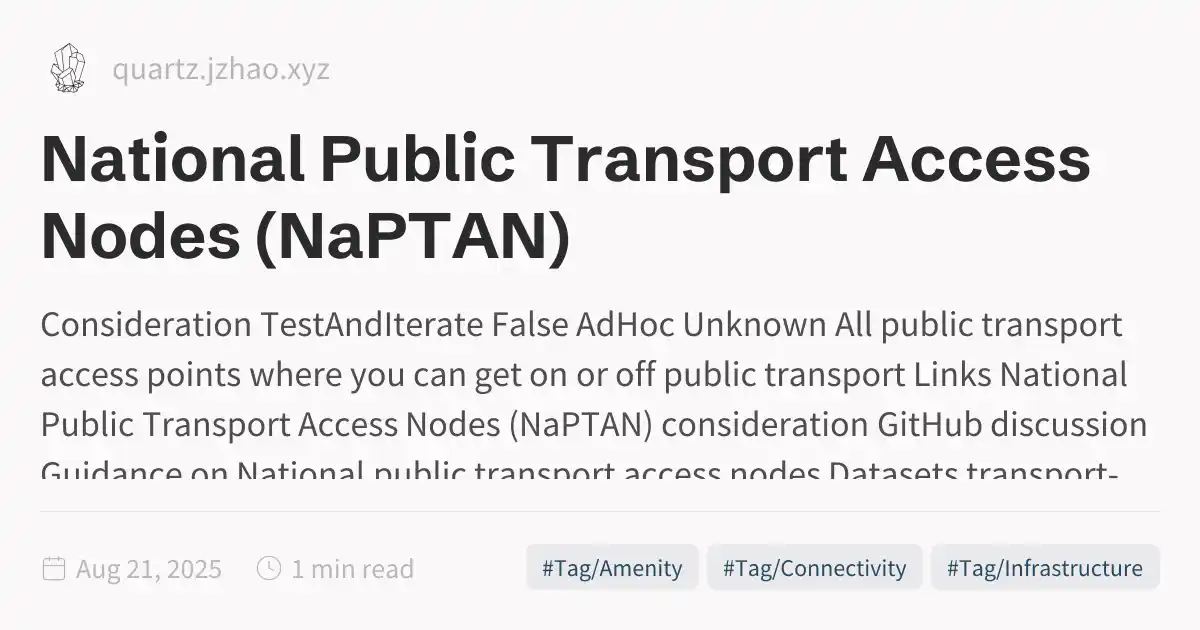 quartz.jzhao.xyz
National Public Transport Access
Nodes (NaPTAN)
Consideration TestAndIterate False AdHoc Unknown All public transport
access points where you can get on or off public transport Links National
Public Transport Access Nodes (NaPTAN) consideration GitHub discussion
Guidance on National public transport access nodes Datasets transport-
Aug 21, 2025
1 min read
#Tag/Amenity
#Tag/Connectivity
#Tag/Infrastructure